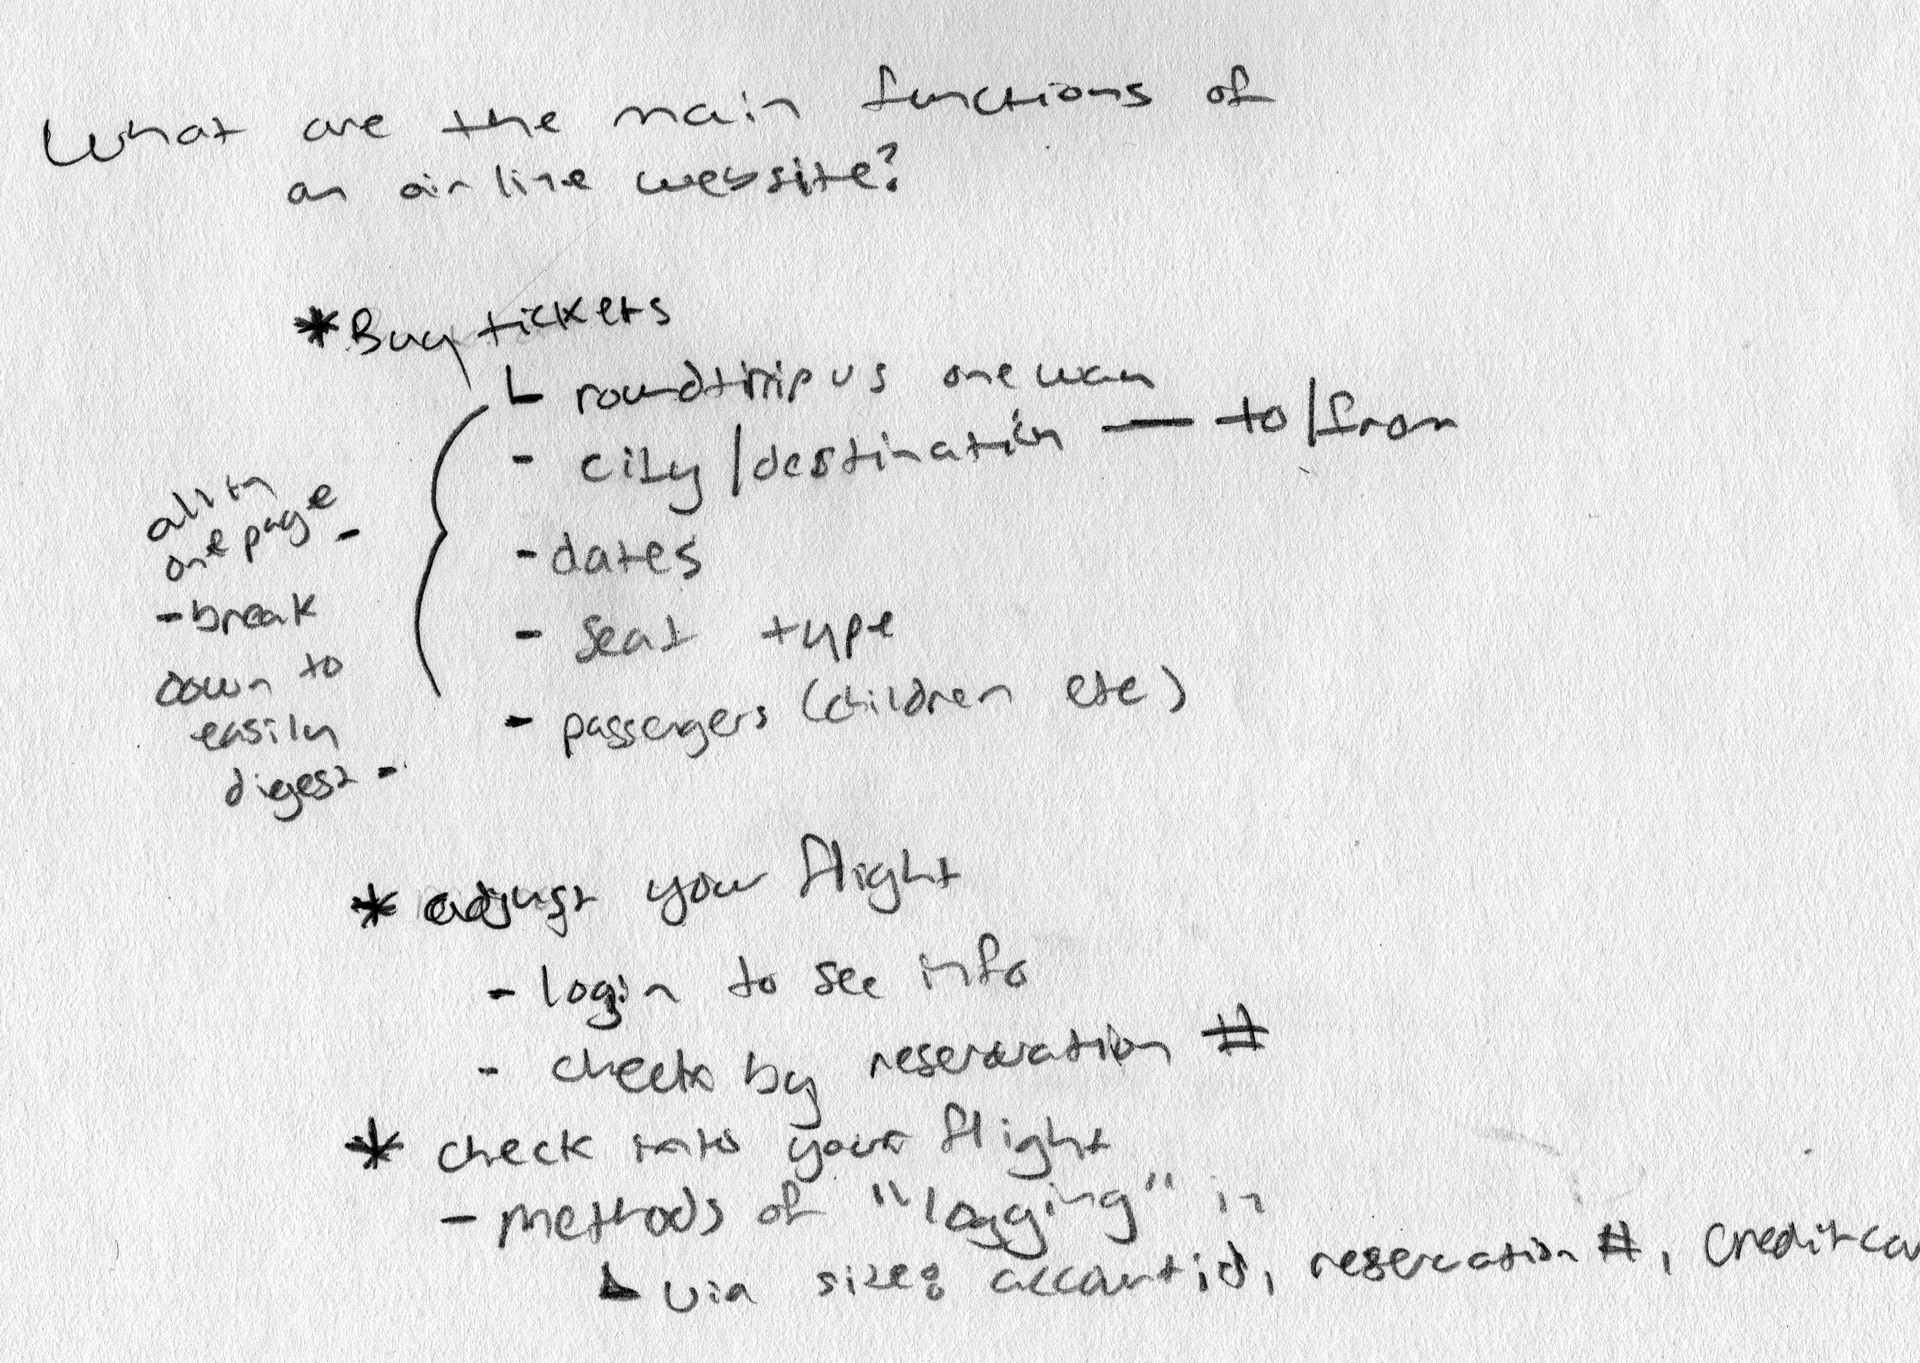 What are the main functions of
an airline website?
* Buy tickets
└ roundtrip vs one way
- city/destination — to/from
- dates
- seat type
- passengers (children etc)
all in
one page -
- break
down to
easily
digest -
* adjust your flight
- login to see info
- check by reservation #
* check into your flight
- methods of "logging" in
└ via site: account id, reservation #, credit car